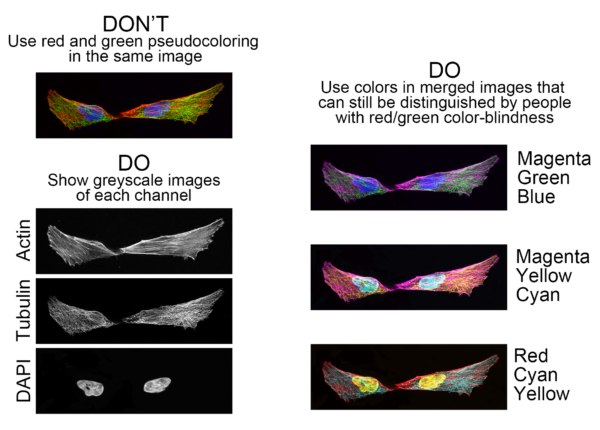 DON'T
Use red and green pseudocoloring
in the same image
DO
Show greyscale images
of each channel
Actin
Tubulin
DAPI
DO
Use colors in merged images that
can still be distinguished by people
with red/green color-blindness
Magenta
Green
Blue
Magenta
Yellow
Cyan
Red
Cyan
Yellow